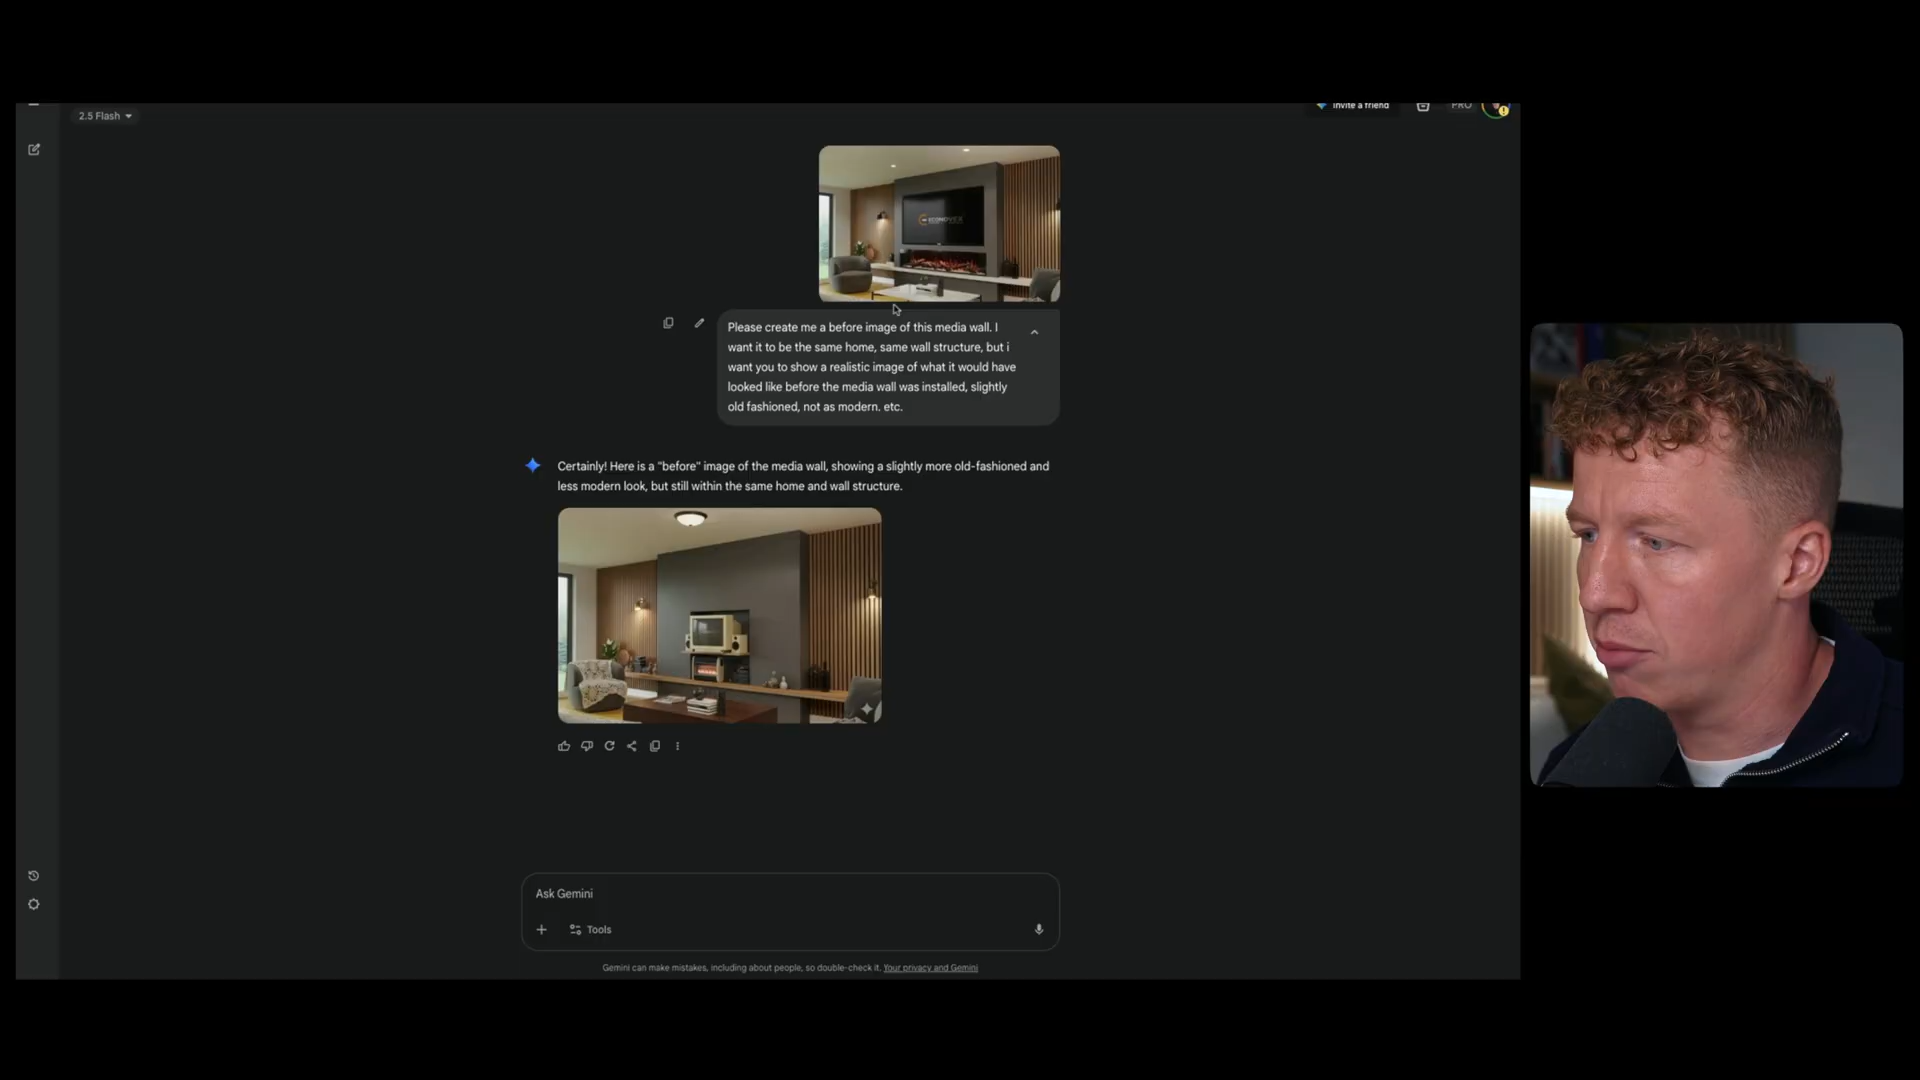 2.5 Flash
Invite a friend
PRO
ECONOVEX
Please create me a before image of this media wall. I
want it to be the same home, same wall structure, but i
want you to show a realistic image of what it would have
looked like before the media wall was installed, slightly
old fashioned, not as modern. etc.
Certainly! Here is a "before" image of the media wall, showing a slightly more old-fashioned and
less modern look, but still within the same home and wall structure.
Ask Gemini
Tools
Gemini can make mistakes, including about people, so double-check it. Your privacy and Gemini